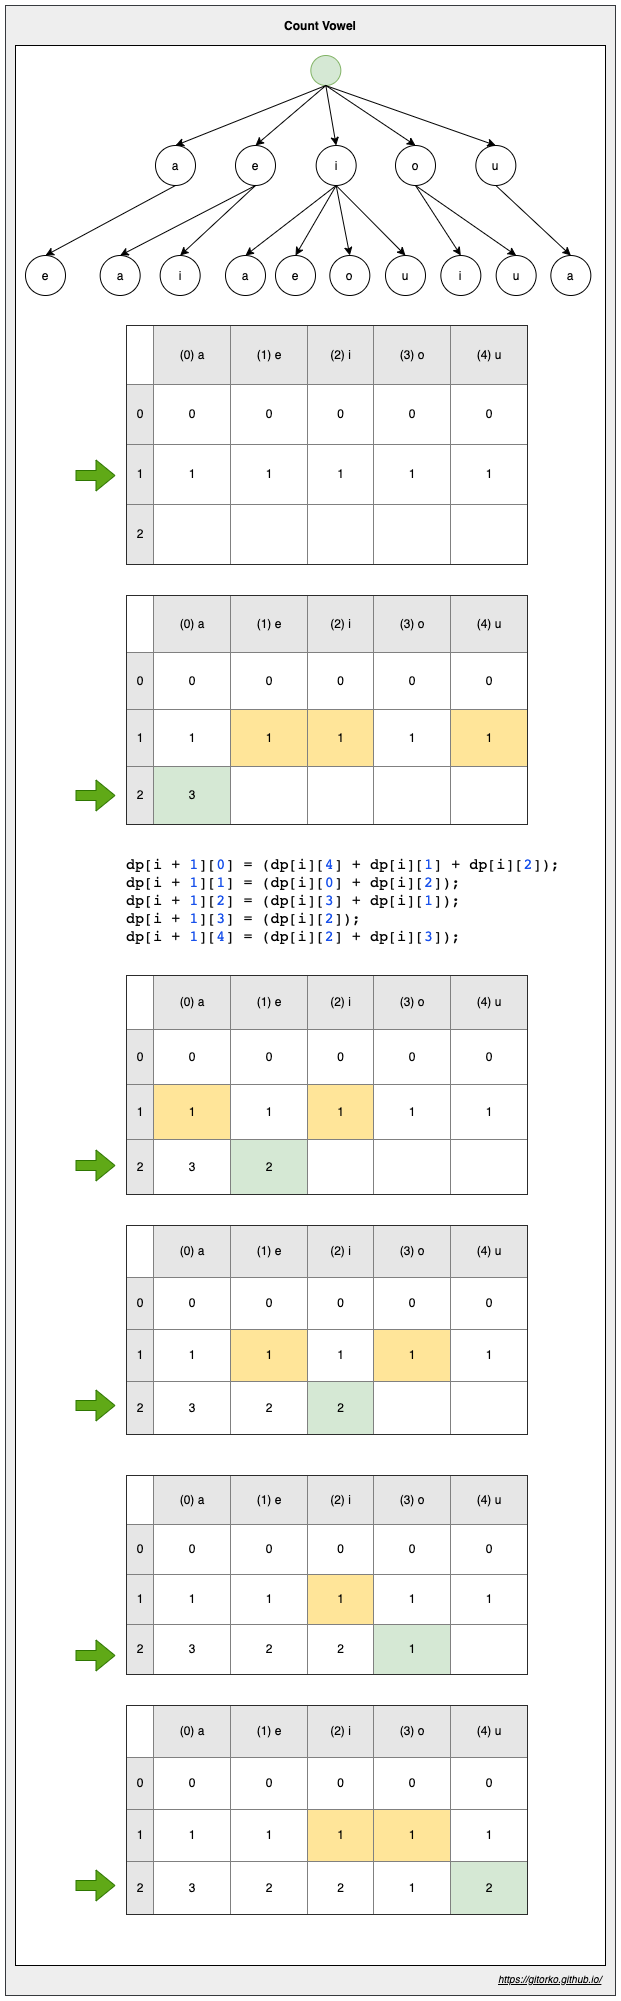 Count Vowel
a e i o u
e a i a e o u i u a
(0) a (1) e (2) i (3) o (4) u
0 0 0 0 0 0
1 1 1 1 1 1
2
(0) a (1) e (2) i (3) o (4) u
0 0 0 0 0 0
1 1 1 1 1 1
2 3
dp[i + 1][0] = (dp[i][4] + dp[i][1] + dp[i][2]);
dp[i + 1][1] = (dp[i][0] + dp[i][2]);
dp[i + 1][2] = (dp[i][3] + dp[i][1]);
dp[i + 1][3] = (dp[i][2]);
dp[i + 1][4] = (dp[i][2] + dp[i][3]);
(0) a (1) e (2) i (3) o (4) u
0 0 0 0 0 0
1 1 1 1 1 1
2 3 2
(0) a (1) e (2) i (3) o (4) u
0 0 0 0 0 0
1 1 1 1 1 1
2 3 2 2
(0) a (1) e (2) i (3) o (4) u
0 0 0 0 0 0
1 1 1 1 1 1
2 3 2 2 1
(0) a (1) e (2) i (3) o (4) u
0 0 0 0 0 0
1 1 1 1 1 1
2 3 2 2 1 2
https://gitorko.github.io/